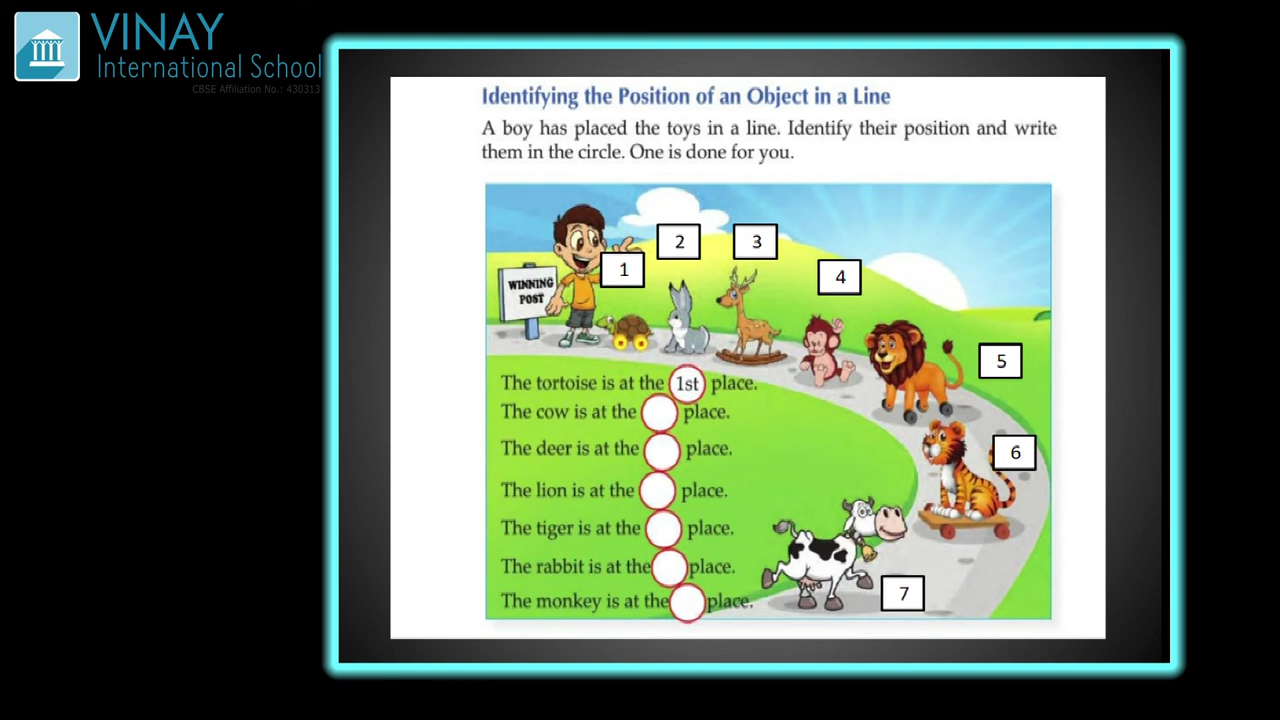 VINAY
International School
CBSE Affiliation No.: 430313
Identifying the Position of an Object in a Line
A boy has placed the toys in a line. Identify their position and write
them in the circle. One is done for you.
2
3
1
4
WINNING
POST
5
The tortoise is at the 1st place.
The cow is at the place.
The deer is at the place.
6
The lion is at the place.
The tiger is at the place.
The rabbit is at the place.
7
The monkey is at the place.